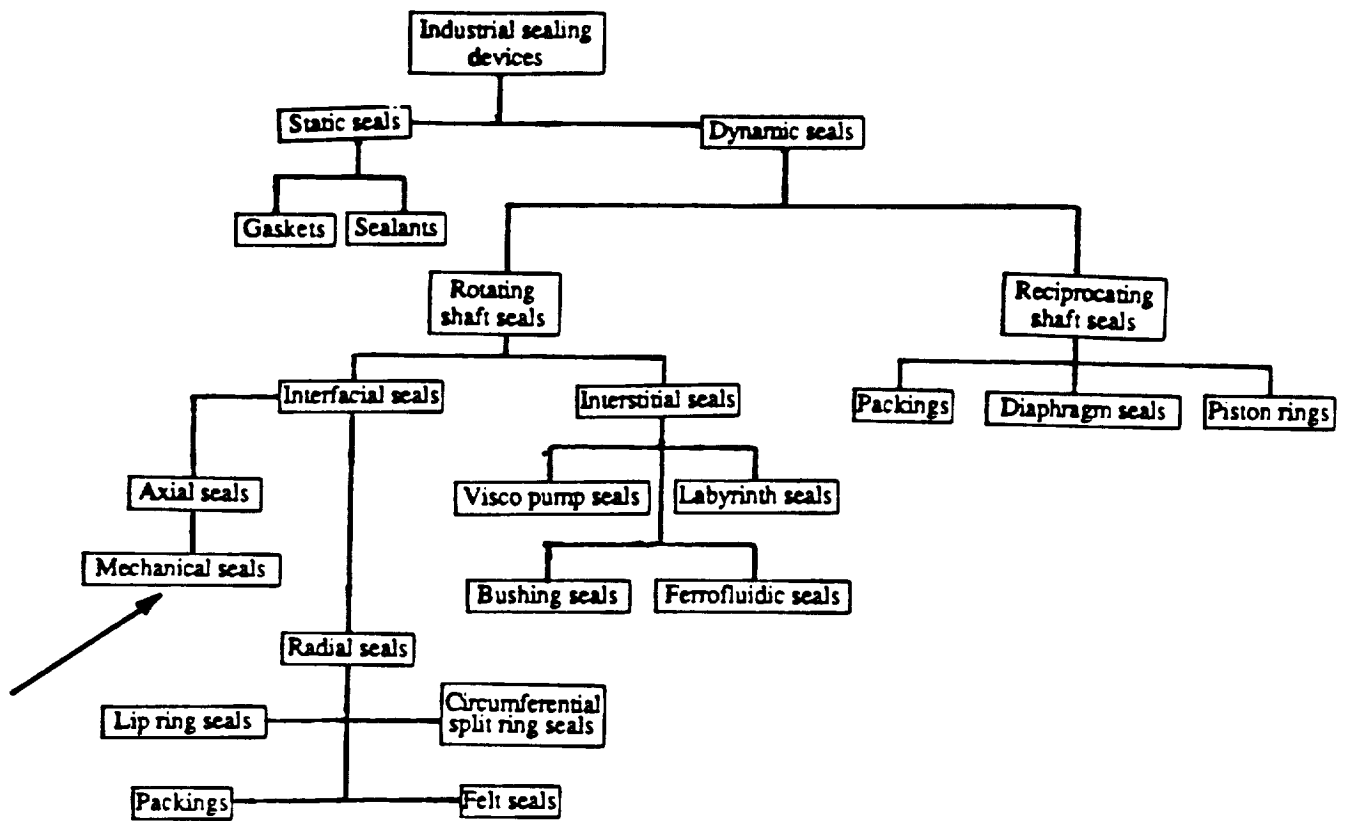 Industrial sealing
devices
Static seals
Dynamic seals
Gaskets
Sealants
Rotating
shaft seals
Reciprocating
shaft seals
Interfacial seals
Interstitial seals
Packings
Diaphragm seals
Piston rings
Axial seals
Visco pump seals
Labyrinth seals
Mechanical seals
Bushing seals
Ferrofluidic seals
Radial seals
Lip ring seals
Circumferential
split ring seals
Packings
Felt seals